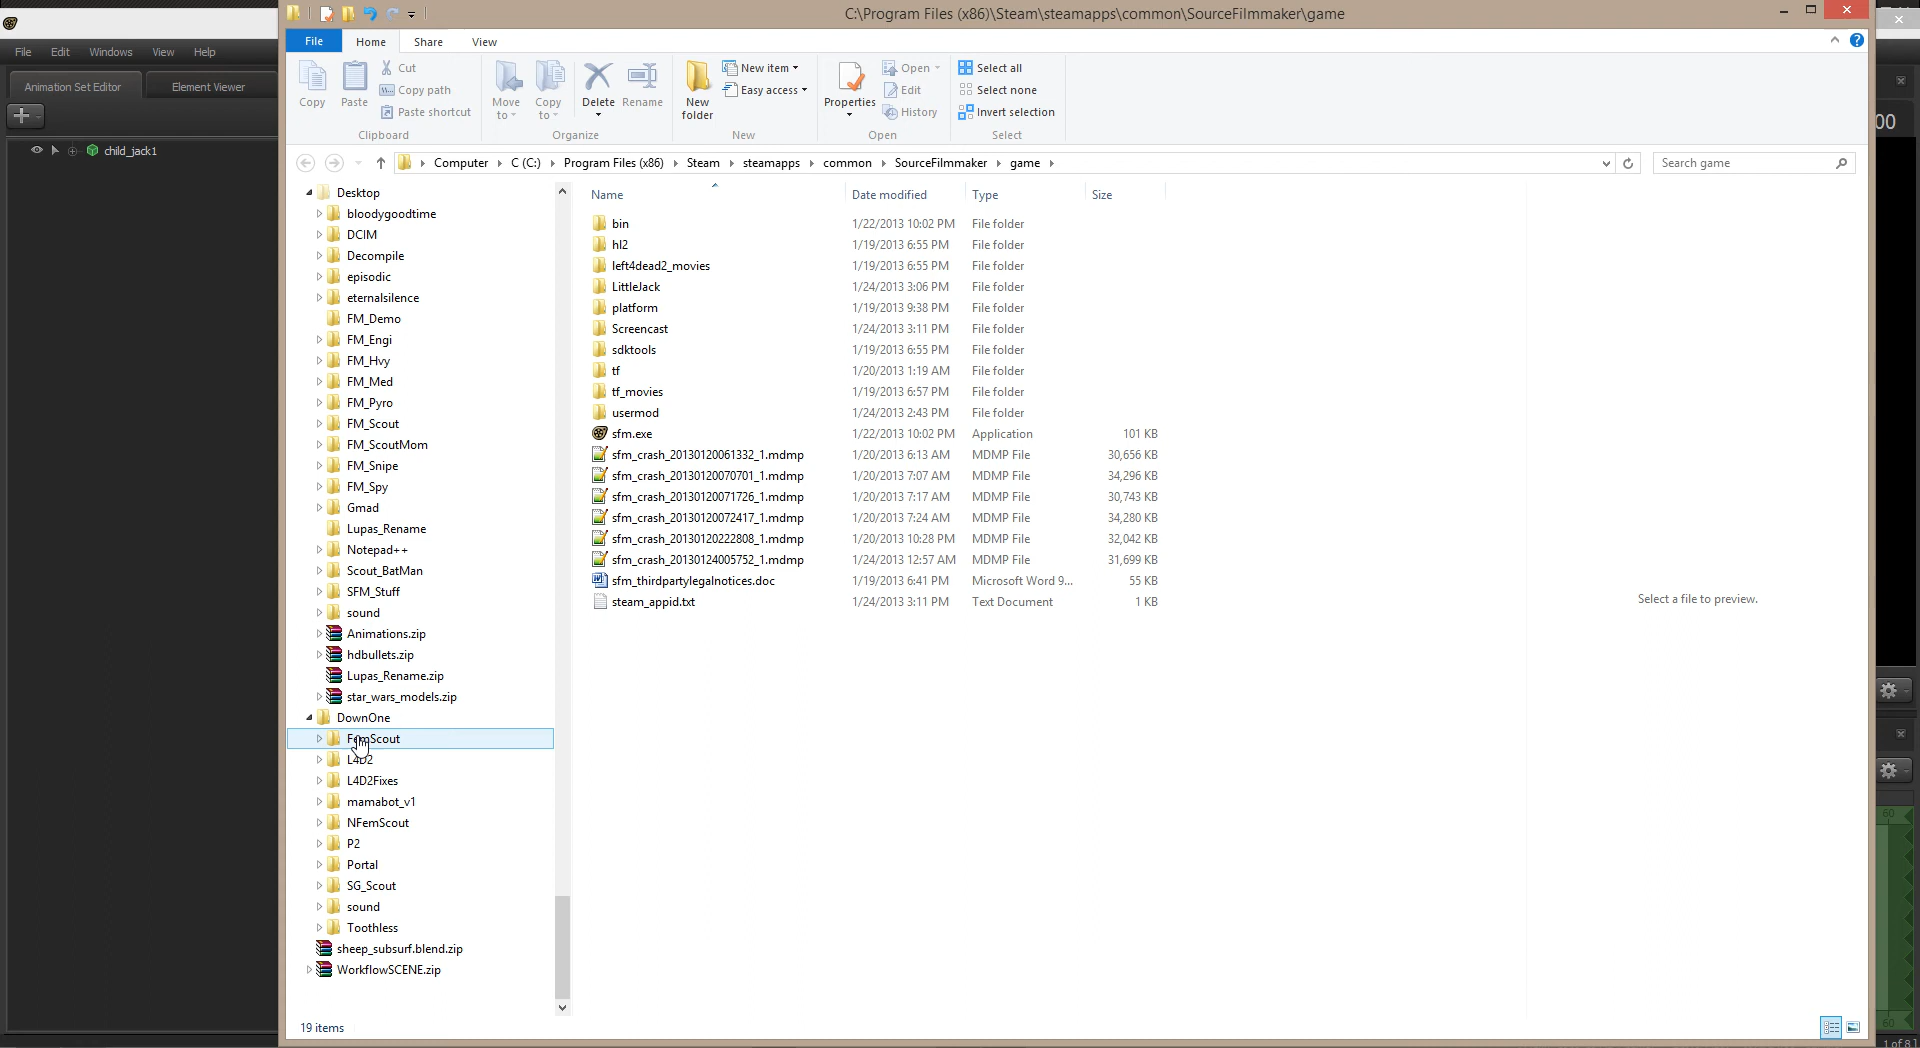 C:\Program Files (x86)\Steam\steamapps\common\SourceFilmmaker\game
File Home Share View
File Edit Windows View Help
Animation Set Editor Element Viewer
child_jack1
Copy Paste Cut
Copy path
Paste shortcut
Clipboard
Move to Copy to Delete Rename
Organize
New folder New item
Easy access
New
Properties Open
Edit
History
Open
Select all
Select none
Invert selection
Select
Computer C (C:) Program Files (x86) Steam steamapps common SourceFilmmaker game
Search game
Desktop
bloodygoodtime
DCIM
Decompile
episodic
eternalsilence
FM_Demo
FM_Engi
FM_Hvy
FM_Med
FM_Pyro
FM_Scout
FM_ScoutMom
FM_Snipe
FM_Spy
Gmad
Lupas_Rename
Notepad++
Scout_BatMan
SFM_Stuff
sound
Animations.zip
hdbullets.zip
Lupas_Rename.zip
star_wars_models.zip
DownOne
FemScout
L4D2
L4D2Fixes
mamabot_v1
NFemScout
P2
Portal
SG_Scout
sound
Toothless
sheep_subsurf.blend.zip
WorkflowSCENE.zip
Name Date modified Type Size
bin 1/22/2013 10:02 PM File folder
hl2 1/19/2013 6:55 PM File folder
left4dead2_movies 1/19/2013 6:55 PM File folder
LittleJack 1/24/2013 3:06 PM File folder
platform 1/19/2013 9:38 PM File folder
Screencast 1/24/2013 3:11 PM File folder
sdktools 1/19/2013 6:55 PM File folder
tf 1/20/2013 1:19 AM File folder
tf_movies 1/19/2013 6:57 PM File folder
usermod 1/24/2013 2:43 PM File folder
sfm.exe 1/22/2013 10:02 PM Application 101 KB
sfm_crash_20130120061332_1.mdmp 1/20/2013 6:13 AM MDMP File 30,656 KB
sfm_crash_20130120070701_1.mdmp 1/20/2013 7:07 AM MDMP File 34,296 KB
sfm_crash_20130120071726_1.mdmp 1/20/2013 7:17 AM MDMP File 30,743 KB
sfm_crash_20130120072417_1.mdmp 1/20/2013 7:24 AM MDMP File 34,280 KB
sfm_crash_20130120222808_1.mdmp 1/20/2013 10:28 PM MDMP File 32,042 KB
sfm_crash_20130124005752_1.mdmp 1/24/2013 12:57 AM MDMP File 31,699 KB
sfm_thirdpartylegalnotices.doc 1/19/2013 6:41 PM Microsoft Word 9... 55 KB
steam_appid.txt 1/24/2013 3:11 PM Text Document 1 KB
Select a file to preview.
19 items
00
60
60
1 of 81